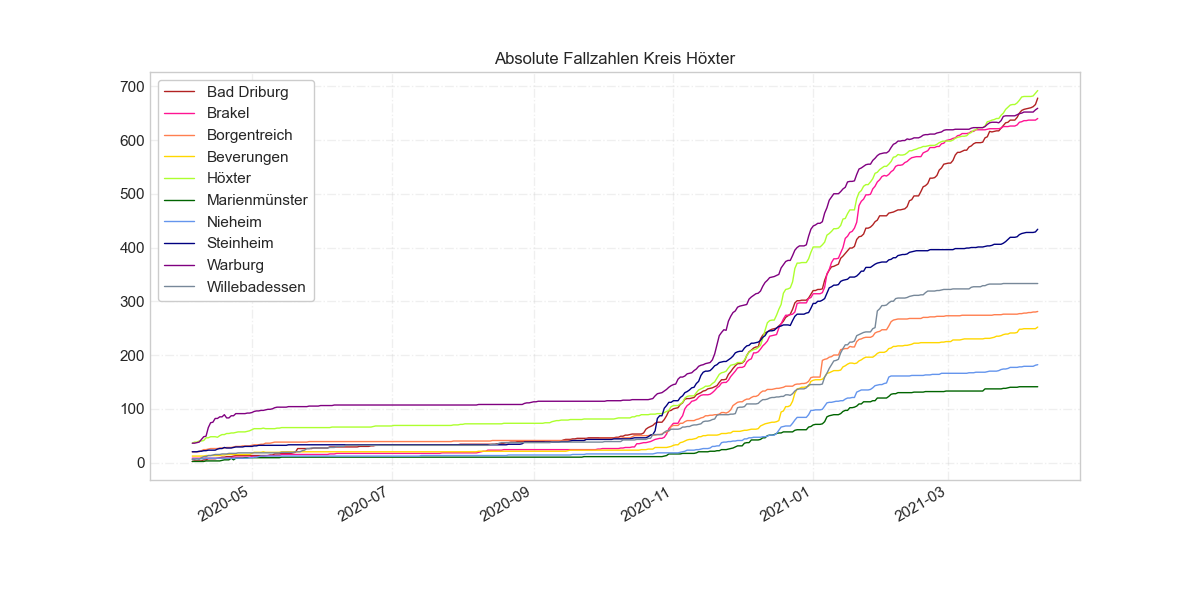 Absolute Fallzahlen Kreis Höxter
700
600
500
400
300
200
100
0
Bad Driburg
Brakel
Borgentreich
Beverungen
Höxter
Marienmünster
Nieheim
Steinheim
Warburg
Willebadessen
2020-05
2020-07
2020-09
2020-11
2021-01
2021-03